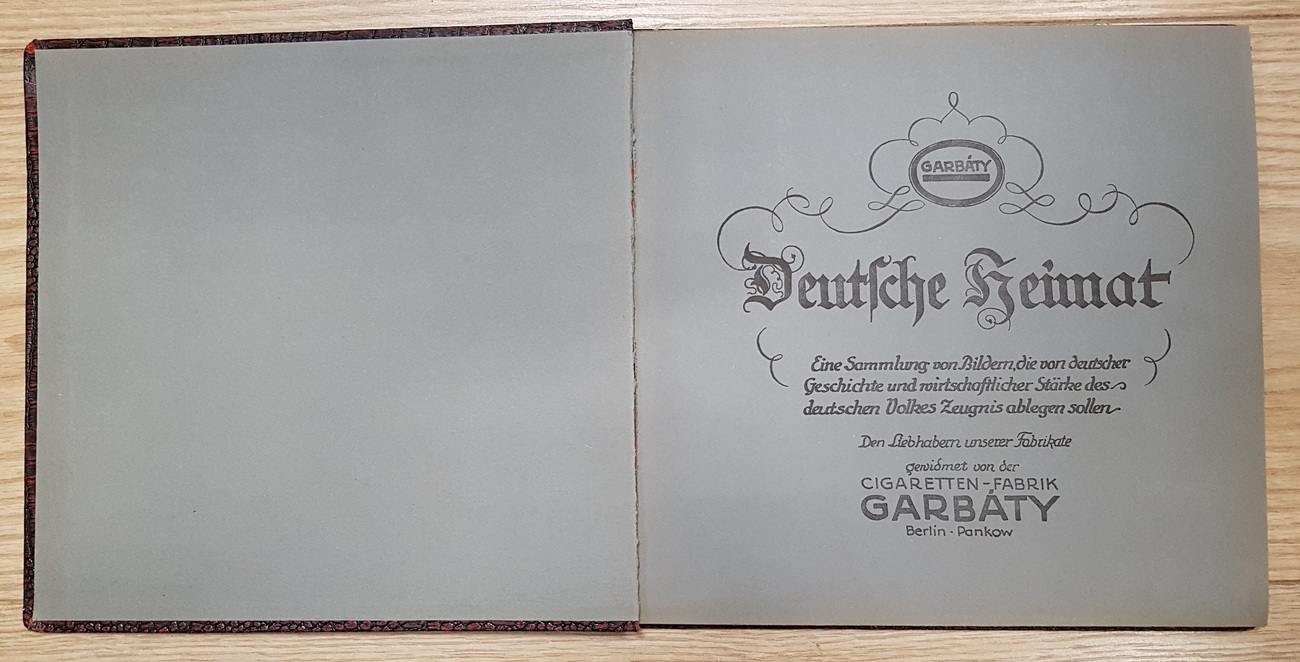 GARBÁTY
Deutsche Heimat
Eine Sammlung von Bildern, die von deutscher
Geschichte und wirtschaftlicher Stärke des
deutschen Volkes Zeugnis ablegen sollen
Den Liebhabern unserer Fabrikate
gewidmet von der
CIGARETTEN-FABRIK
GARBÁTY
Berlin - Pankow